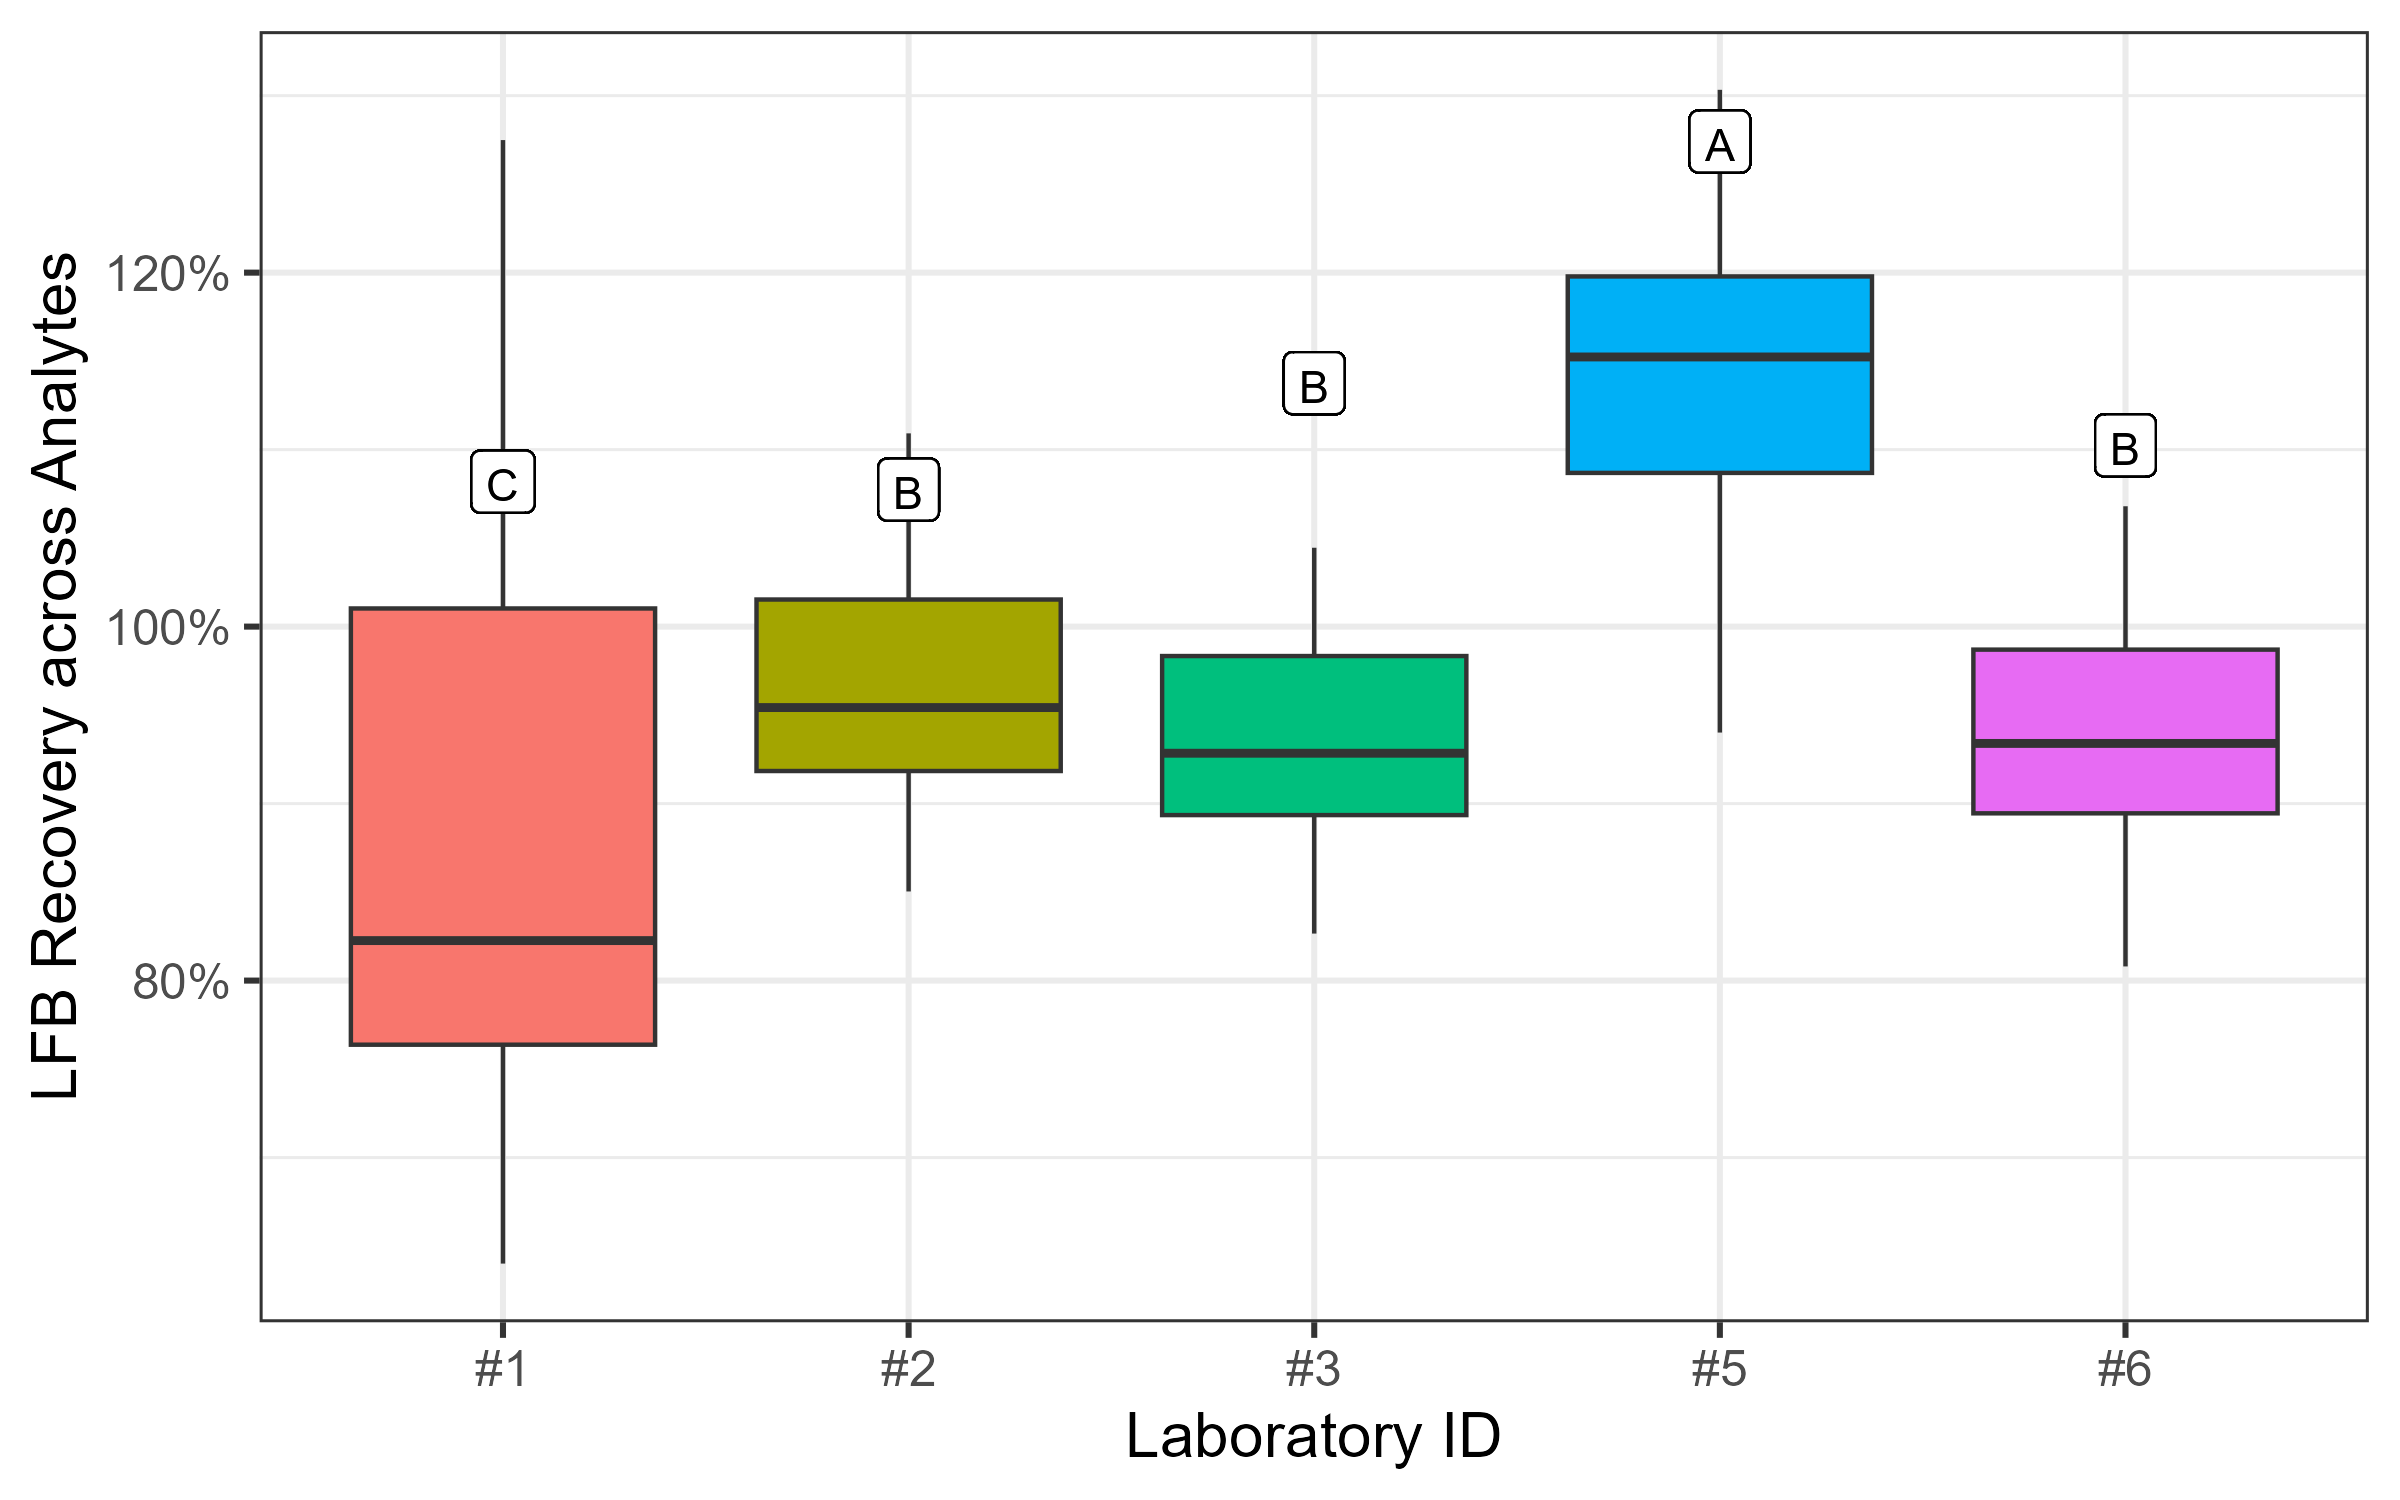 LFB Recovery across Analytes
120%
100%
80%
C
B
B
A
B
#1
#2
#3
#5
#6
Laboratory ID